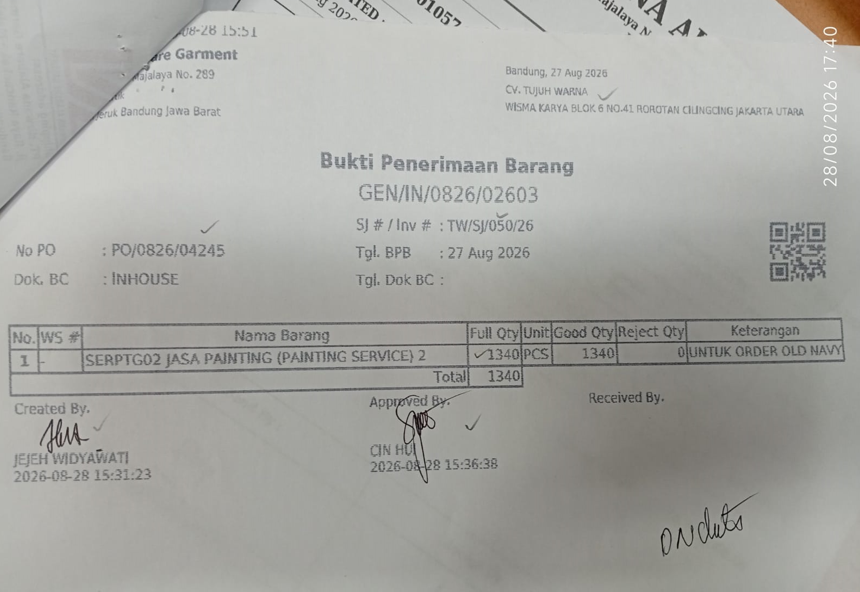 08-28 15:51
re Garment
ajalaya No. 289
eruk Bandung Jawa Barat
01057
Bandung, 27 Aug 2026
CV. TUJUH WARNA
WISMA KARYA BLOK 6 NO.41 ROROTAN CILINGCING JAKARTA UTARA
28/08/2026 17:40
Bukti Penerimaan Barang
GEN/IN/0826/02603
SJ # / Inv # : TW/SJ/050/26
No PO : PO/0826/04245
Tgl. BPB : 27 Aug 2026
Dok. BC : INHOUSE
Tgl. Dok BC :
No. WS # Nama Barang Full Qty Unit Good Qty Reject Qty Keterangan
1 - SERPTG02 JASA PAINTING (PAINTING SERVICE) 2 1340 PCS 1340 0 UNTUK ORDER OLD NAVY
Total 1340
Created By.
Approved By.
Received By.
JEJEH WIDYAWATI
2026-08-28 15:31:23
CIN HUI
2026-08-28 15:36:38